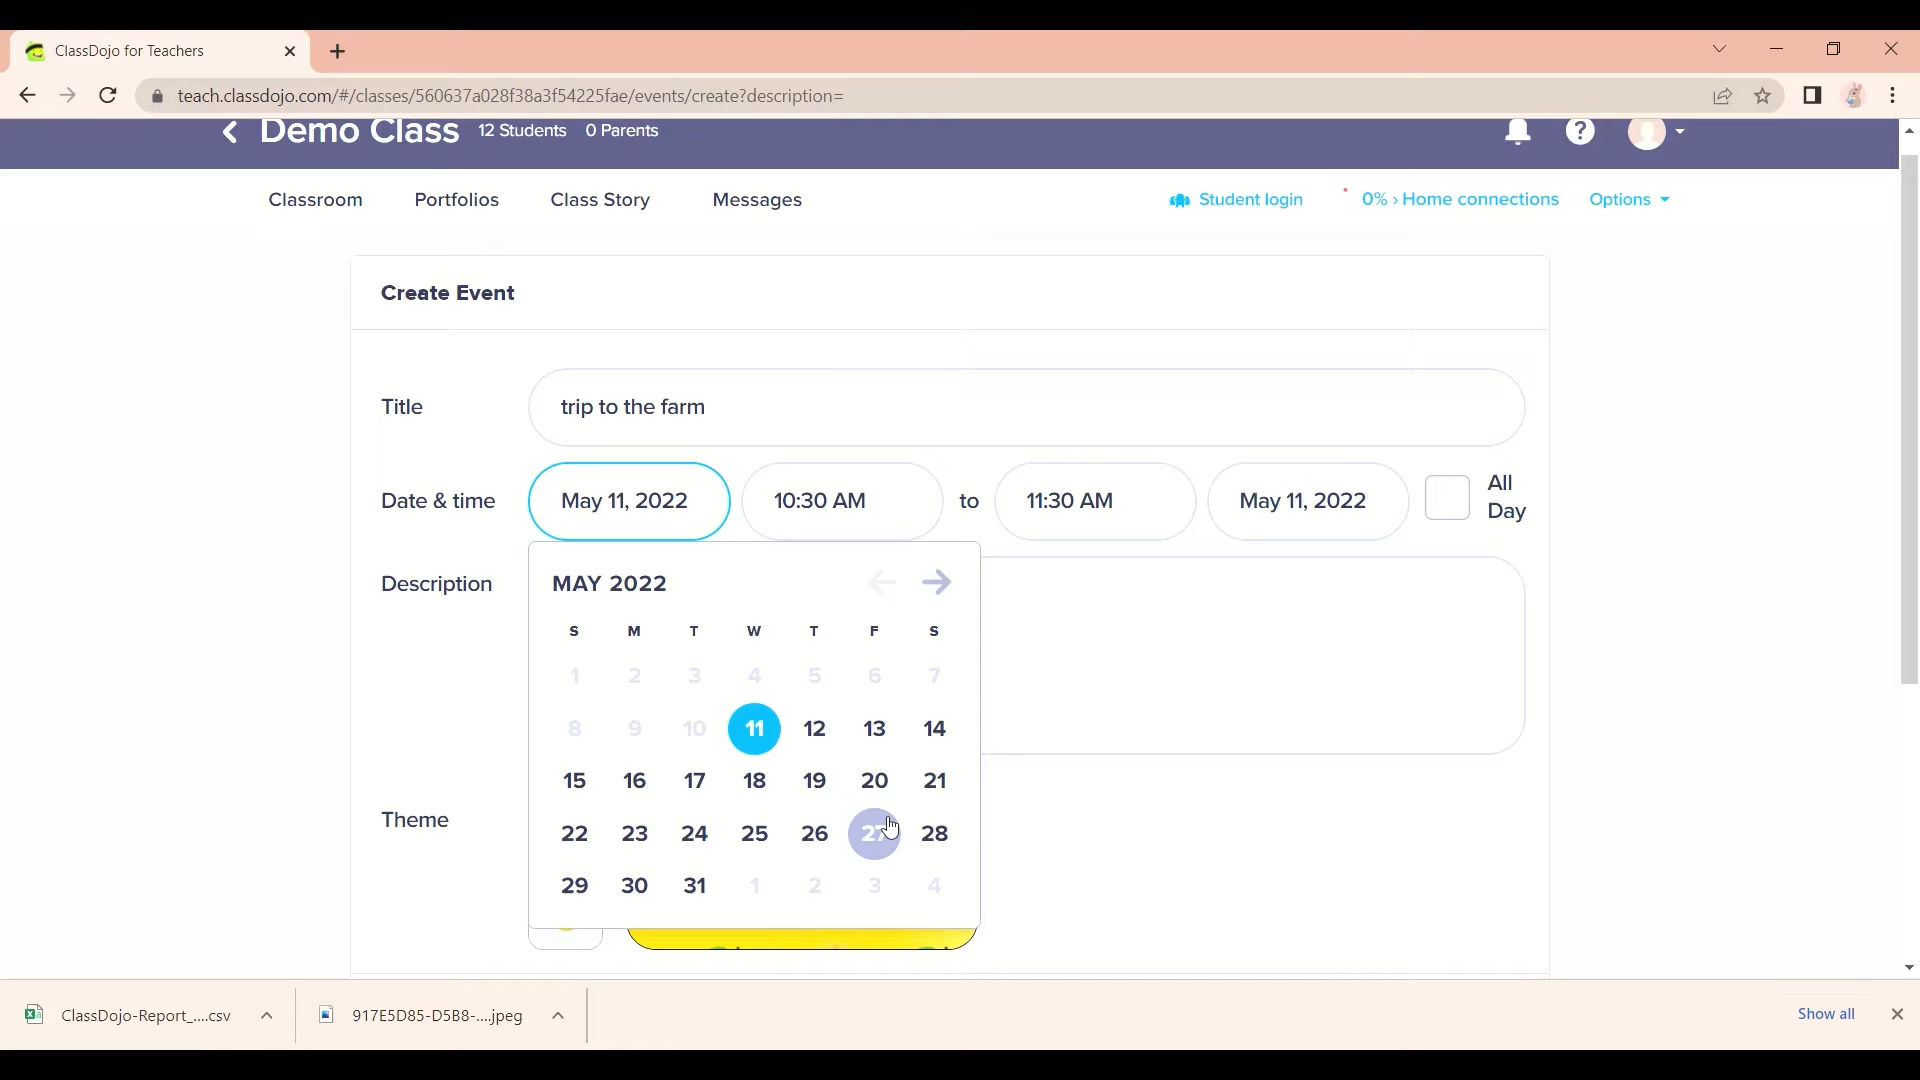 ClassDojo for Teachers
teach.classdojo.com/#/classes/560637a028f38a3f54225fae/events/create?description=
Demo Class 12 Students 0 Parents
Classroom Portfolios Class Story Messages Student login 0% › Home connections Options
Create Event
Title trip to the farm
Date & time May 11, 2022 10:30 AM to 11:30 AM May 11, 2022 All Day
Description
MAY 2022
S M T W T F S
1 2 3 4 5 6 7
8 9 10 11 12 13 14
15 16 17 18 19 20 21
Theme
22 23 24 25 26 27 28
29 30 31 1 2 3 4
ClassDojo-Report_....csv 917E5D85-D5B8-....jpeg Show all